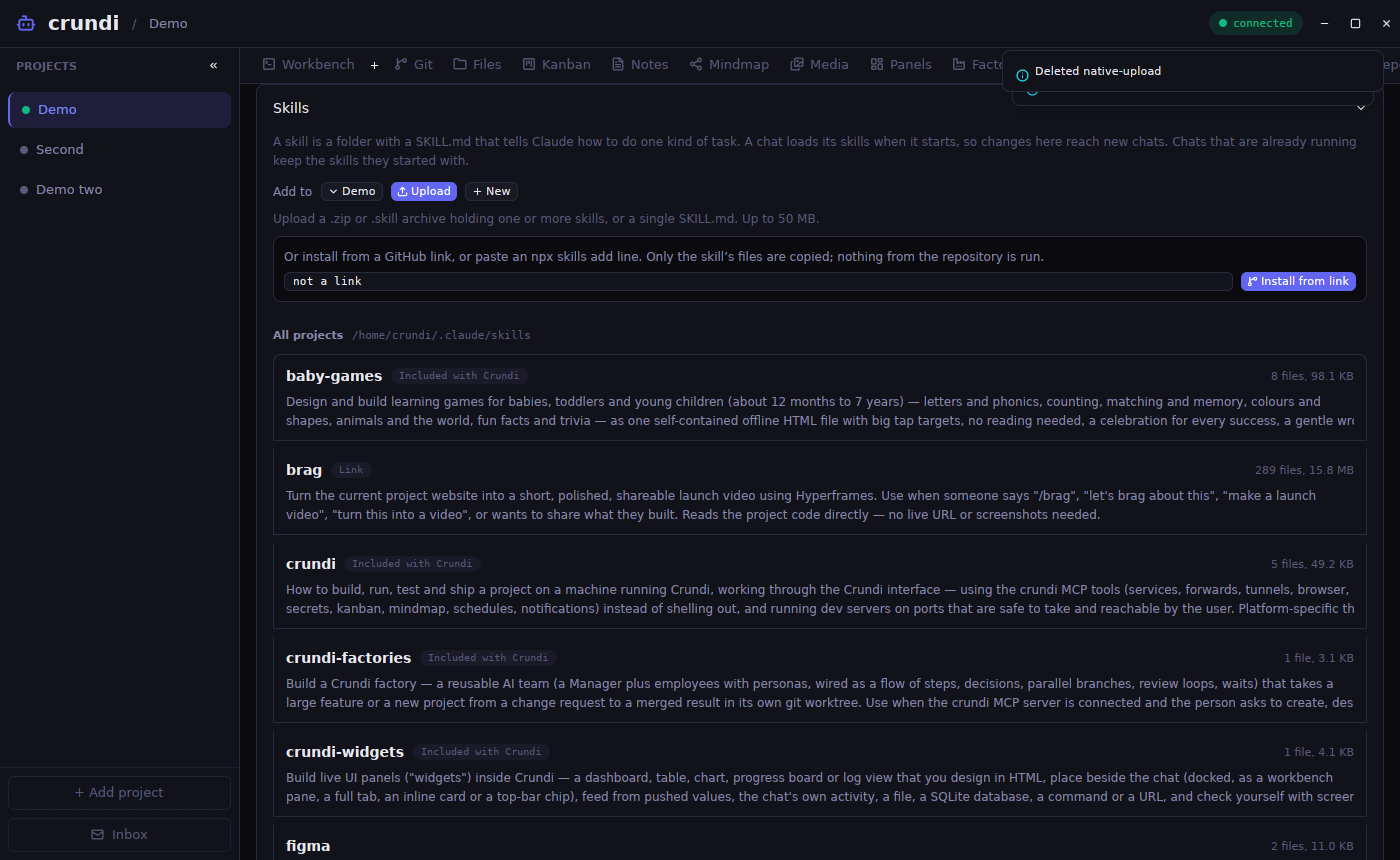 crundi / Demo
connected
PROJECTS
«
Demo
Second
Demo two
+ Add project
Inbox
Workbench + Git Files Kanban Notes Mindmap Media Panels
Deleted native-upload
Skills
A skill is a folder with a SKILL.md that tells Claude how to do one kind of task. A chat loads its skills when it starts, so changes here reach new chats. Chats that are already running
keep the skills they started with.
Add to Demo Upload + New
Upload a .zip or .skill archive holding one or more skills, or a single SKILL.md. Up to 50 MB.
Or install from a GitHub link, or paste an npx skills add line. Only the skill’s files are copied; nothing from the repository is run.
not a link Install from link
All projects /home/crundi/.claude/skills
baby-games Included with Crundi 8 files, 98.1 KB
Design and build learning games for babies, toddlers and young children (about 12 months to 7 years) — letters and phonics, counting, matching and memory, colours and
shapes, animals and the world, fun facts and trivia — as one self-contained offline HTML file with big tap targets, no reading needed, a celebration for every success, a gentle
brag Link 289 files, 15.8 MB
Turn the current project website into a short, polished, shareable launch video using Hyperframes. Use when someone says "/brag", "let's brag about this", "make a launch
video", "turn this into a video", or wants to share what they built. Reads the project code directly — no live URL or screenshots needed.
crundi Included with Crundi 5 files, 49.2 KB
How to build, run, test and ship a project on a machine running Crundi, working through the Crundi interface — using the crundi MCP tools (services, forwards, tunnels, browser,
secrets, kanban, mindmap, schedules, notifications) instead of shelling out, and running dev servers on ports that are safe to take and reachable by the user. Platform-specific th
crundi-factories Included with Crundi 1 file, 3.1 KB
Build a Crundi factory — a reusable AI team (a Manager plus employees with personas, wired as a flow of steps, decisions, parallel branches, review loops, waits) that takes a
large feature or a new project from a change request to a merged result in its own git worktree. Use when the crundi MCP server is connected and the person asks to create, des
crundi-widgets Included with Crundi 1 file, 4.1 KB
Build live UI panels ("widgets") inside Crundi — a dashboard, table, chart, progress board or log view that you design in HTML, place beside the chat (docked, as a workbench
pane, a full tab, an inline card or a top-bar chip), feed from pushed values, the chat's own activity, a file, a SQLite database, a command or a URL, and check yourself with screer
figma 2 files, 11.0 KB